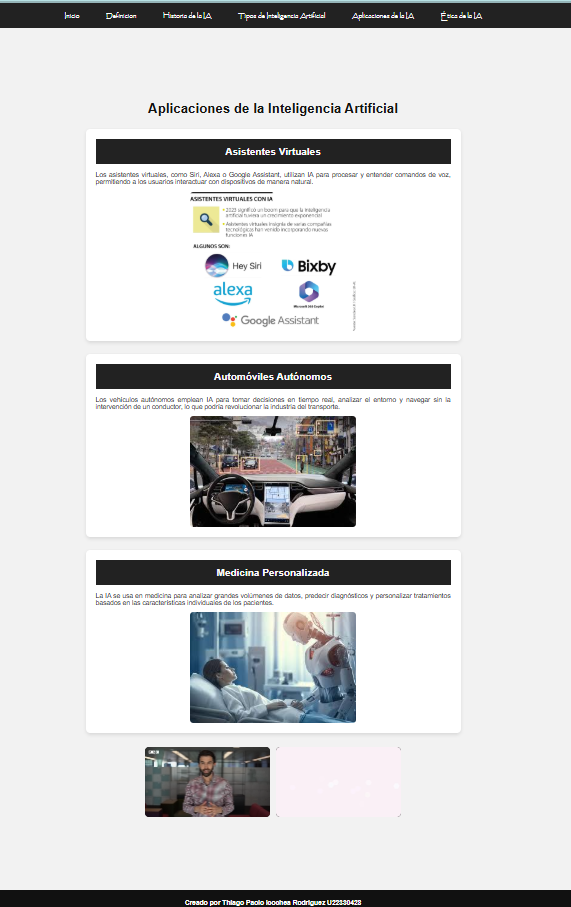 Inicio Definicion Historia de la IA Tipos de Inteligencia Artificial Aplicaciones de la IA Ética de la IA
Aplicaciones de la Inteligencia Artificial
Asistentes Virtuales
Los asistentes virtuales, como Siri, Alexa o Google Assistant, utilizan IA para procesar y entender comandos de voz,
permitiendo a los usuarios interactuar con dispositivos de manera natural.
ASISTENTES VIRTUALES CON IA
• 2023 significó un boom para que la inteligencia
artificial tuviera un crecimiento exponencial
• Asistentes virtuales insignia de varias compañías
tecnológicas han venido incorporando nuevas
funciones IA
ALGUNOS SON:
Hey Siri
Bixby
alexa
Microsoft 365 Copilot
Google Assistant
Automóviles Autónomos
Los vehículos autónomos emplean IA para tomar decisiones en tiempo real, analizar el entorno y navegar sin la
intervención de un conductor, lo que podría revolucionar la industria del transporte.
Medicina Personalizada
La IA se usa en medicina para analizar grandes volúmenes de datos, predecir diagnósticos y personalizar tratamientos
basados en las características individuales de los pacientes.
Creado por Thiago Paolo Rodriguez U22330423